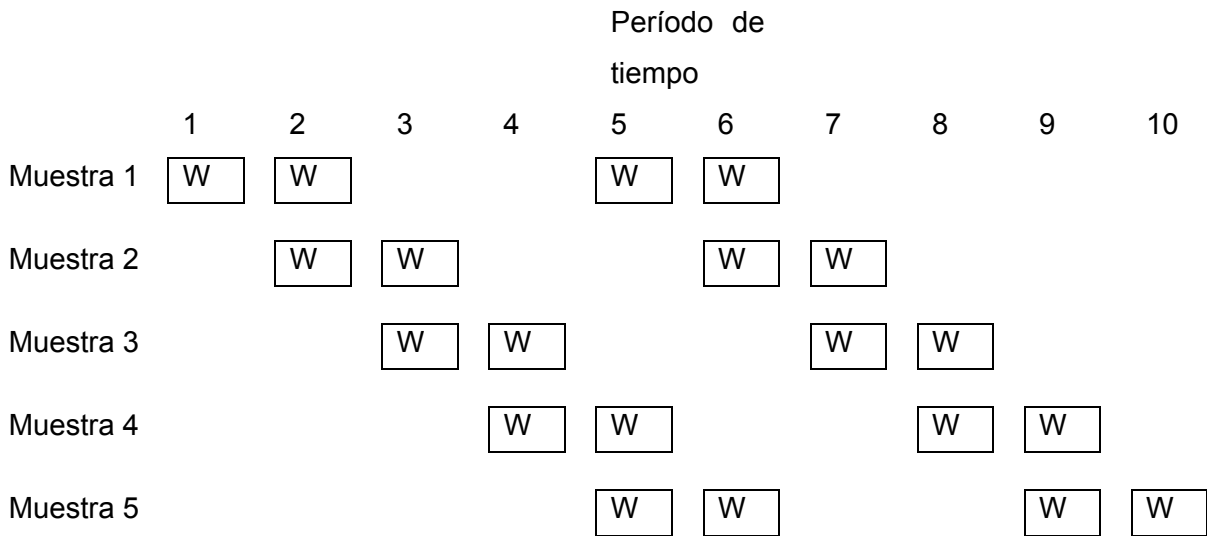 Período de
tiempo
1 2 3 4 5 6 7 8 9 10
Muestra 1 W W W W
Muestra 2 W W W W
Muestra 3 W W W W
Muestra 4 W W W W
Muestra 5 W W W W